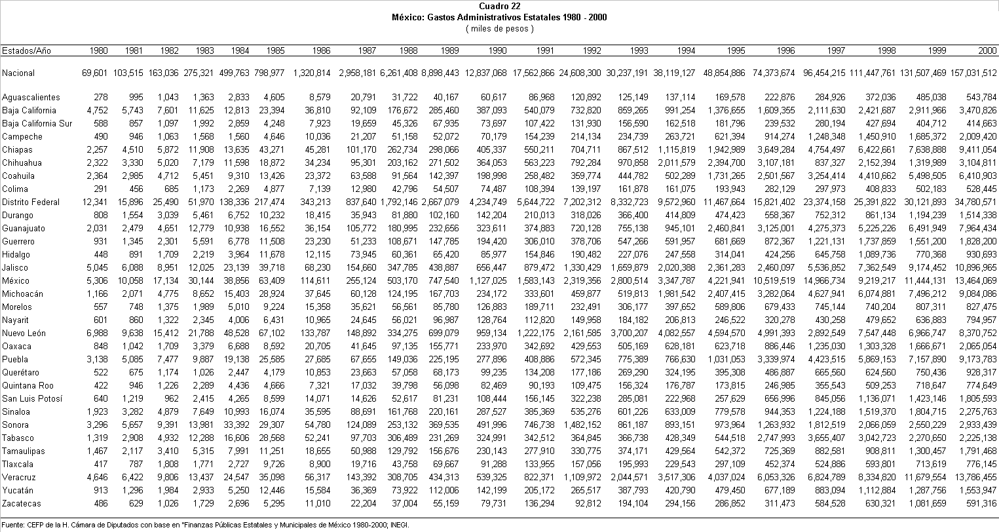 Cuadro 22
México: Gastos Administrativos Estatales 1980 - 2000
( miles de pesos )
Estados/Año 1980 1981 1982 1983 1984 1985 1986 1987 1988 1989 1990 1991 1992 1993 1994 1995 1996 1997 1998 1999 2000
Nacional 69,601 103,515 163,036 275,321 499,763 798,977 1,320,814 2,958,181 6,261,408 8,898,443 12,837,068 17,562,866 24,608,300 30,237,191 38,119,127 48,854,886 74,373,674 96,454,215 111,447,761 131,507,469 157,031,512
Aguascalientes 278 995 1,043 1,363 2,833 4,605 8,579 20,791 31,722 40,167 60,617 86,968 120,892 125,149 137,114 169,578 222,876 284,926 372,036 485,038 543,784
Baja California 4,752 5,743 7,601 11,625 12,813 23,394 36,810 92,109 176,672 285,460 387,093 540,079 732,820 859,265 991,254 1,376,655 1,609,355 2,111,630 2,421,687 2,911,966 3,470,826
Baja California Sur 588 857 1,097 1,992 2,859 4,248 7,923 19,659 45,326 67,935 73,697 107,422 131,930 156,590 162,518 181,796 239,532 280,194 427,694 404,712 414,663
Campeche 490 946 1,063 1,568 1,560 4,646 10,036 21,207 51,158 52,072 70,179 154,239 214,134 234,739 263,721 621,394 914,274 1,248,348 1,450,910 1,685,372 2,009,420
Chiapas 2,257 4,510 5,872 11,908 13,635 43,271 45,281 101,170 262,734 298,066 405,337 550,211 704,711 867,512 1,115,819 1,942,989 3,649,284 4,754,497 6,422,661 7,638,888 9,411,054
Chihuahua 2,322 3,330 5,020 7,179 11,598 18,872 34,234 95,301 203,162 271,502 364,053 563,223 792,284 970,858 2,011,579 2,394,700 3,107,181 837,327 2,152,394 1,319,989 3,104,811
Coahuila 2,364 2,985 4,712 5,451 9,310 13,426 23,372 63,588 91,564 142,397 198,998 258,482 359,774 444,782 502,289 1,731,265 2,501,567 3,254,414 4,410,662 5,498,505 6,410,903
Colima 291 456 685 1,173 2,269 4,877 7,139 12,980 42,796 54,507 74,487 108,394 139,197 161,878 161,075 193,943 282,129 297,973 408,833 502,183 528,445
Distrito Federal 12,341 15,896 25,490 51,970 138,336 217,474 343,213 837,640 1,792,146 2,667,079 4,234,749 5,644,722 7,202,312 8,332,723 9,572,960 11,467,664 15,821,402 23,374,158 25,391,822 30,121,893 34,780,571
Durango 808 1,554 3,039 5,461 6,752 10,232 18,415 35,943 81,880 102,160 142,204 210,013 318,026 366,400 414,809 474,423 558,367 752,312 861,134 1,194,239 1,514,338
Guanajuato 2,031 2,479 4,651 12,779 10,938 16,552 36,154 105,772 180,995 232,656 323,611 374,883 720,128 755,138 945,101 2,460,841 3,125,001 4,275,373 5,225,226 6,491,949 7,964,434
Guerrero 931 1,345 2,301 5,591 6,778 11,508 23,230 51,233 108,671 147,785 194,420 306,010 378,706 547,266 591,957 681,669 872,367 1,221,131 1,737,859 1,551,200 1,828,200
Hidalgo 448 891 1,709 2,219 3,964 11,678 12,115 73,945 60,361 65,420 85,977 154,846 190,482 227,076 247,558 314,041 424,256 645,758 1,089,736 770,368 930,693
Jalisco 5,045 6,088 8,951 12,025 23,139 39,718 68,230 154,660 347,785 438,887 656,447 879,472 1,330,429 1,659,879 2,020,388 2,361,283 2,460,097 5,536,852 7,362,549 9,174,452 10,896,965
México 5,306 10,058 17,134 30,144 38,856 63,409 114,611 255,124 503,170 747,540 1,127,025 1,583,143 2,319,356 2,800,514 3,347,787 4,221,941 10,519,519 14,966,734 9,219,217 11,444,131 13,464,069
Michoacán 1,166 2,071 4,775 8,652 15,403 28,924 37,645 60,128 124,195 167,703 234,172 333,601 459,877 519,813 1,981,542 2,407,415 3,282,064 4,627,941 6,074,881 7,496,212 9,084,086
Morelos 557 748 1,375 1,989 5,010 9,224 15,358 35,621 56,561 85,780 126,883 189,711 232,491 306,177 397,652 589,806 679,433 745,144 740,204 807,311 827,475
Nayarit 601 860 1,322 2,345 4,006 6,431 10,965 24,645 56,021 96,987 128,764 112,820 149,958 184,182 206,813 246,522 320,278 430,258 479,652 636,883 794,957
Nuevo León 6,988 9,638 15,412 21,788 48,528 67,102 133,787 148,892 334,275 699,079 959,134 1,222,175 2,161,585 3,700,207 4,082,557 4,594,570 4,991,393 2,892,549 7,547,448 6,966,747 8,370,752
Oaxaca 848 1,042 1,709 3,379 6,688 8,592 20,705 41,645 97,135 155,771 233,970 342,692 429,553 505,169 628,181 623,718 886,446 1,235,030 1,303,328 1,666,671 2,065,054
Puebla 3,138 5,085 7,477 9,887 19,138 25,585 27,685 67,655 149,036 225,195 277,896 408,886 572,345 775,389 766,630 1,031,053 3,339,974 4,423,515 5,869,153 7,157,890 9,173,783
Querétaro 522 675 1,174 1,026 2,447 4,179 10,853 23,663 57,058 68,173 99,235 134,208 177,186 269,290 324,195 395,308 486,887 665,560 624,560 750,436 928,317
Quintana Roo 422 946 1,226 2,289 4,436 4,666 7,321 17,032 39,798 56,098 82,469 90,193 109,475 156,324 176,787 173,815 246,985 355,543 509,253 718,647 774,649
San Luis Potosí 640 1,219 962 2,415 4,265 8,599 14,071 14,626 52,617 81,231 108,444 156,145 322,238 285,081 222,968 257,629 656,996 845,056 1,136,071 1,423,146 1,805,593
Sinaloa 1,923 3,282 4,879 7,649 10,993 16,074 35,595 88,691 161,768 220,161 287,527 385,369 535,276 601,226 633,009 779,578 944,353 1,224,188 1,519,370 1,804,715 2,275,763
Sonora 3,296 5,657 9,391 13,981 33,392 29,307 54,780 124,089 253,132 369,535 491,996 746,738 1,482,152 861,187 893,151 973,964 1,263,932 1,812,519 2,066,059 2,550,229 2,933,439
Tabasco 1,319 2,908 4,932 12,288 16,606 28,568 52,241 97,703 306,489 231,269 324,991 342,512 364,845 366,738 428,349 544,518 2,747,993 3,655,407 3,042,723 2,270,650 2,225,138
Tamaulipas 1,467 2,117 3,410 5,315 7,991 11,251 18,655 50,988 129,792 156,676 230,143 277,910 330,775 374,171 429,564 542,372 725,369 882,581 908,811 1,300,457 1,791,468
Tlaxcala 417 787 1,808 1,771 2,727 9,726 8,900 19,716 43,758 69,667 91,288 133,955 157,056 195,993 229,543 297,109 452,374 524,886 593,801 713,619 776,145
Veracruz 4,646 6,422 9,806 13,437 24,547 35,098 56,317 143,392 308,705 434,313 539,325 822,371 1,109,972 2,044,571 3,517,306 4,037,024 6,053,326 6,824,789 8,334,820 11,679,554 13,786,455
Yucatán 913 1,296 1,984 2,933 5,250 12,446 15,584 36,369 73,922 112,006 142,199 205,172 265,517 387,793 420,790 479,450 677,189 883,094 1,112,884 1,287,756 1,553,947
Zacatecas 486 629 1,026 1,729 2,696 5,295 11,010 22,204 37,004 55,159 79,731 136,294 92,812 194,104 294,156 286,852 311,473 584,528 630,321 1,081,659 591,316
Fuente: CEFP de la H. Cámara de Diputados con base en "Finanzas Públicas Estatales y Municipales de México 1980-2000; INEGI.